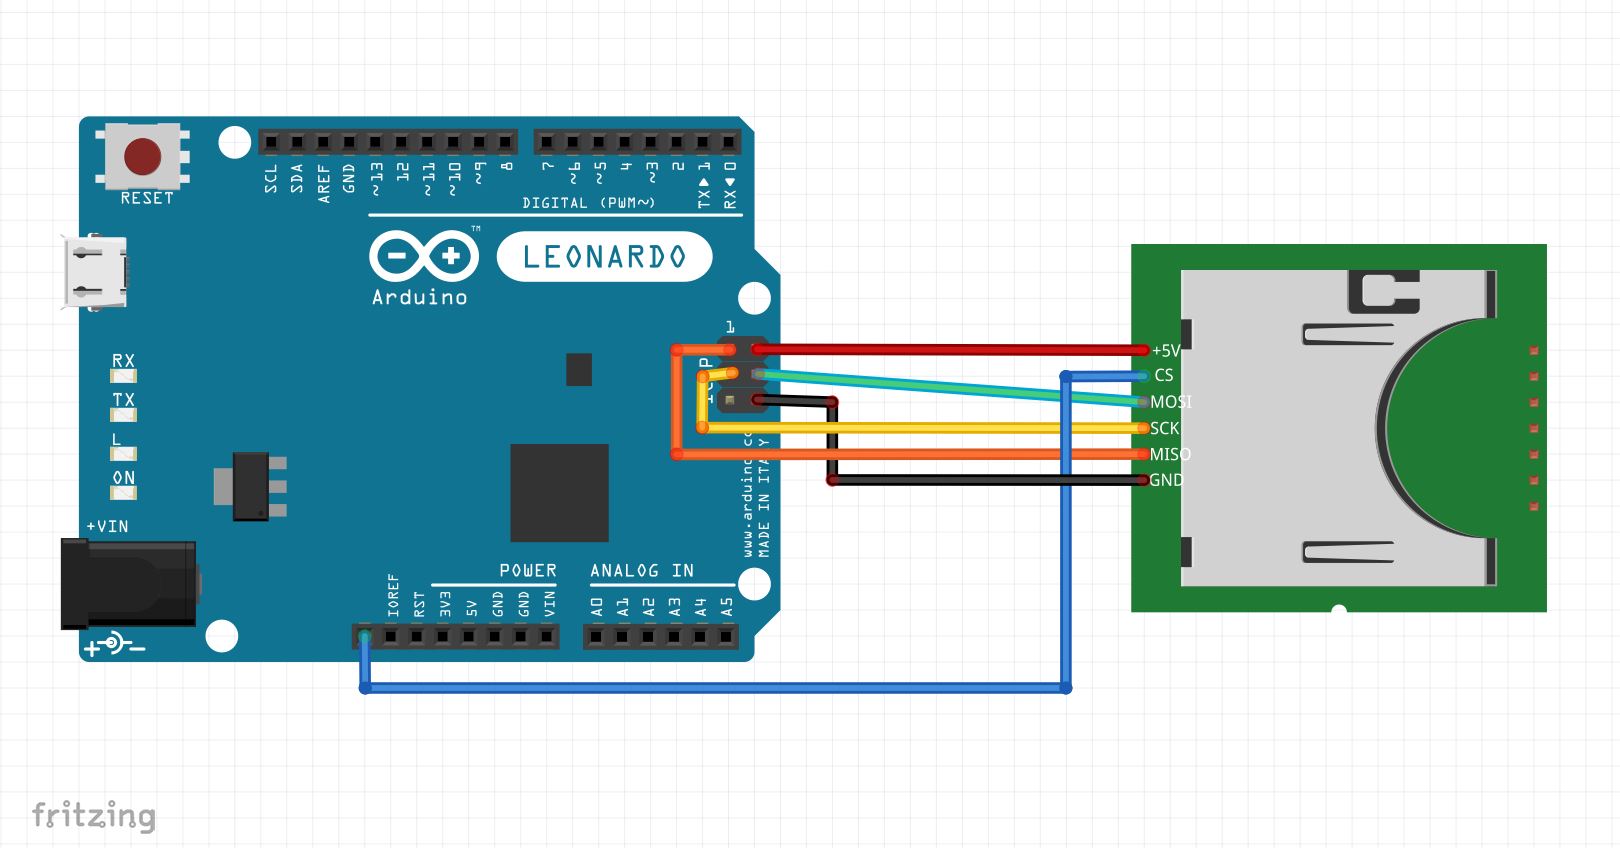 RESET
SCL
SDA
AREF
GND
~13
12
~11
~10
~9
8
7
~6
~5
4
~3
2
TX▶1
RX◀0
DIGITAL (PWM~)
TM
LEONARDO
Arduino
1
RX
TX
L
ON
+VIN
www.arduino.cc
MADE IN ITALY
+5V
CS
MOSI
SCK
MISO
GND
POWER
ANALOG IN
IOREF
RST
3V3
5V
GND
GND
VIN
A0
A1
A2
A3
A4
A5
+ -
fritzing